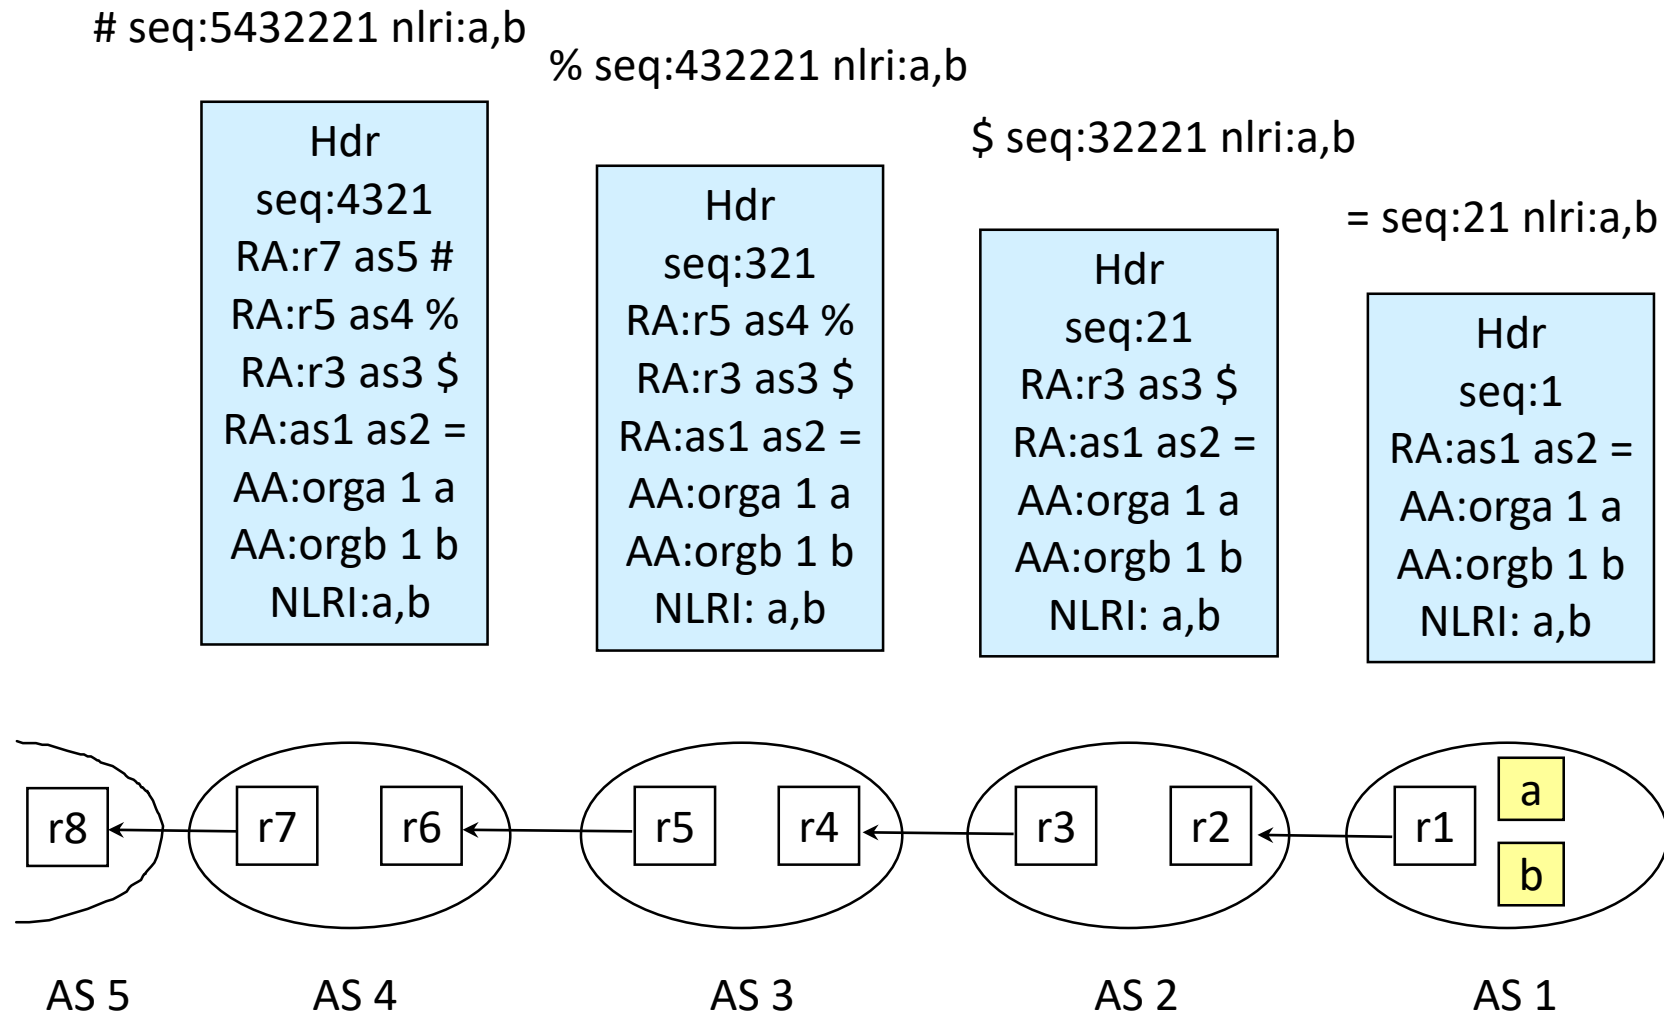 # seq:5432221 nlri:a,b
% seq:432221 nlri:a,b
$ seq:32221 nlri:a,b
= seq:21 nlri:a,b
Hdr
seq:4321
RA:r7 as5 #
RA:r5 as4 %
RA:r3 as3 $
RA:as1 as2 =
AA:orga 1 a
AA:orgb 1 b
NLRI:a,b
Hdr
seq:321
RA:r5 as4 %
RA:r3 as3 $
RA:as1 as2 =
AA:orga 1 a
AA:orgb 1 b
NLRI: a,b
Hdr
seq:21
RA:r3 as3 $
RA:as1 as2 =
AA:orga 1 a
AA:orgb 1 b
NLRI: a,b
Hdr
seq:1
RA:as1 as2 =
AA:orga 1 a
AA:orgb 1 b
NLRI: a,b
r8
r7
r6
r5
r4
r3
r2
r1
a
b
AS 5
AS 4
AS 3
AS 2
AS 1